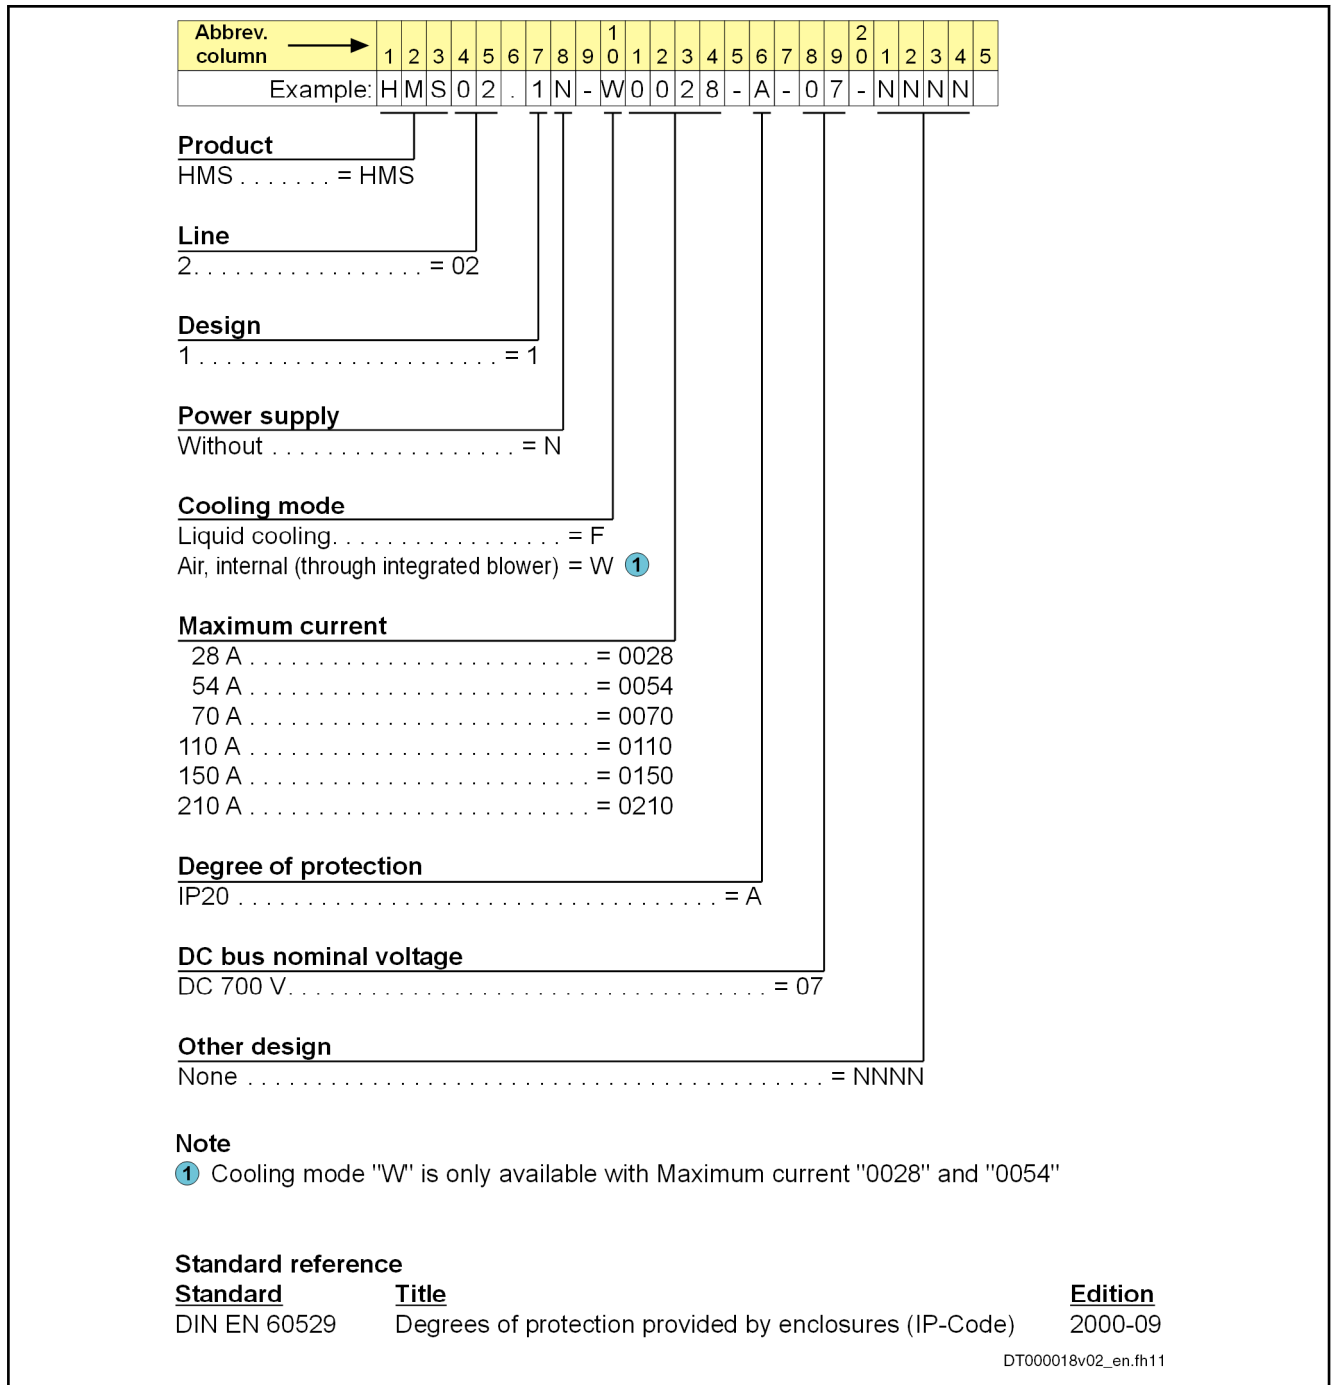 Abbrev. column 1 2 3 4 5 6 7 8 9 10 1 2 3 4 5 6 7 8 9 20 1 2 3 4 5
Example: H M S 0 2 . 1 N - W 0 0 2 8 - A - 0 7 - N N N N
Product
HMS . . . . . . . = HMS
Line
2. . . . . . . . . . . . . . . . . = 02
Design
1 . . . . . . . . . . . . . . . . . . . . . . = 1
Power supply
Without . . . . . . . . . . . . . . . . . . = N
Cooling mode
Liquid cooling. . . . . . . . . . . . . . . . . = F
Air, internal (through integrated blower) = W 1
Maximum current
28 A . . . . . . . . . . . . . . . . . . . . . . . . . = 0028
54 A . . . . . . . . . . . . . . . . . . . . . . . . . = 0054
70 A . . . . . . . . . . . . . . . . . . . . . . . . . = 0070
110 A . . . . . . . . . . . . . . . . . . . . . . . . . = 0110
150 A . . . . . . . . . . . . . . . . . . . . . . . . . = 0150
210 A . . . . . . . . . . . . . . . . . . . . . . . . . = 0210
Degree of protection
IP20 . . . . . . . . . . . . . . . . . . . . . . . . . . . . . . . . . . . = A
DC bus nominal voltage
DC 700 V. . . . . . . . . . . . . . . . . . . . . . . . . . . . . . . . . . . = 07
Other design
None . . . . . . . . . . . . . . . . . . . . . . . . . . . . . . . . . . . . . . . . . . = NNNN
Note
1 Cooling mode "W" is only available with Maximum current "0028" and "0054"
Standard reference
Standard Title Edition
DIN EN 60529 Degrees of protection provided by enclosures (IP-Code) 2000-09
DT000018v02_en.fh11